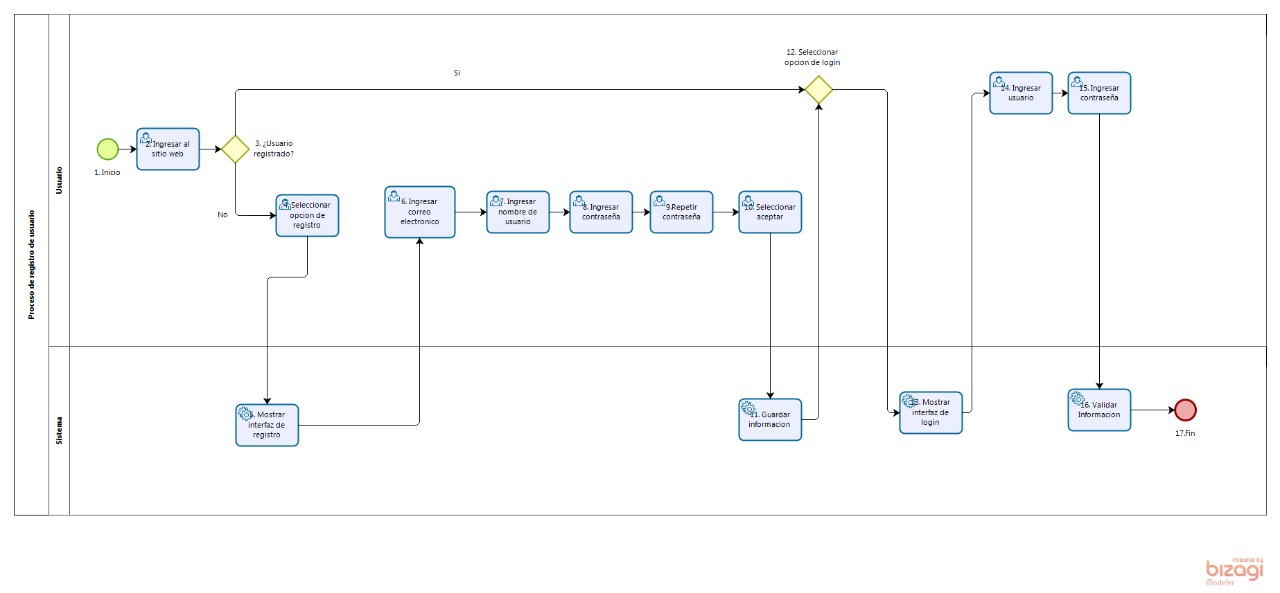 Proceso de registro de usuario
Usuario
Sistema
1. Inicio
2. Ingresar al
sitio web
3. ¿Usuario
registrado?
Si
No
4. Seleccionar
opcion de
registro
5. Mostrar
interfaz de
registro
6. Ingresar
correo
electronico
7. Ingresar
nombre de
usuario
8. Ingresar
contraseña
9.Repetir
contraseña
10. Seleccionar
aceptar
11. Guardar
informacion
12. Seleccionar
opcion de login
13. Mostrar
interfaz de
login
14. Ingresar
usuario
15. Ingresar
contraseña
16. Validar
Informacion
17.Fin
Powered by
bizagi
Modeler